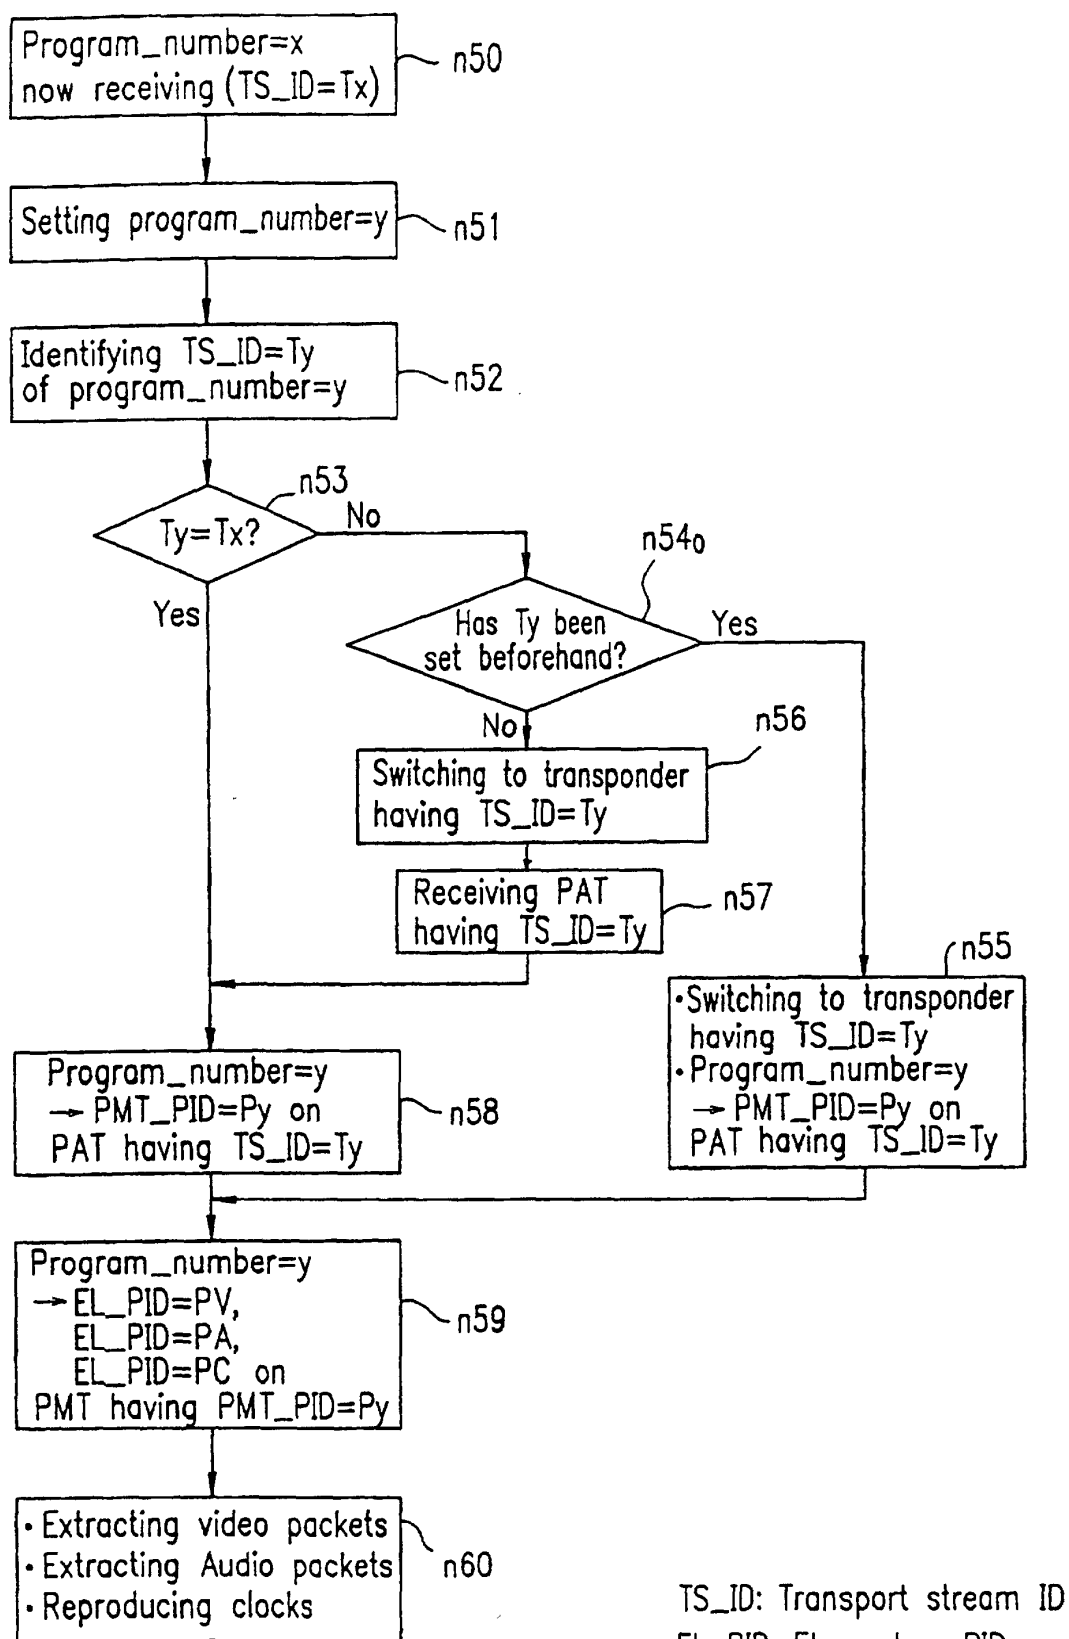 Program_number=x
now receiving (TS_ID=Tx)
n50
Setting program_number=y
n51
Identifying TS_ID=Ty
of program_number=y
n52
n53
Ty=Tx?
No
Yes
n54o
Has Ty been
set beforehand?
Yes
No
n56
Switching to transponder
having TS_ID=Ty
Receiving PAT
having TS_ID=Ty
n57
n55
·Switching to transponder
having TS_ID=Ty
·Program_number=y
→ PMT_PID=Py on
PAT having TS_ID=Ty
Program_number=y
→ PMT_PID=Py on
PAT having TS_ID=Ty
n58
Program_number=y
→ EL_PID=PV,
EL_PID=PA,
EL_PID=PC on
PMT having PMT_PID=Py
n59
· Extracting video packets
· Extracting Audio packets
· Reproducing clocks
n60
TS_ID: Transport stream ID